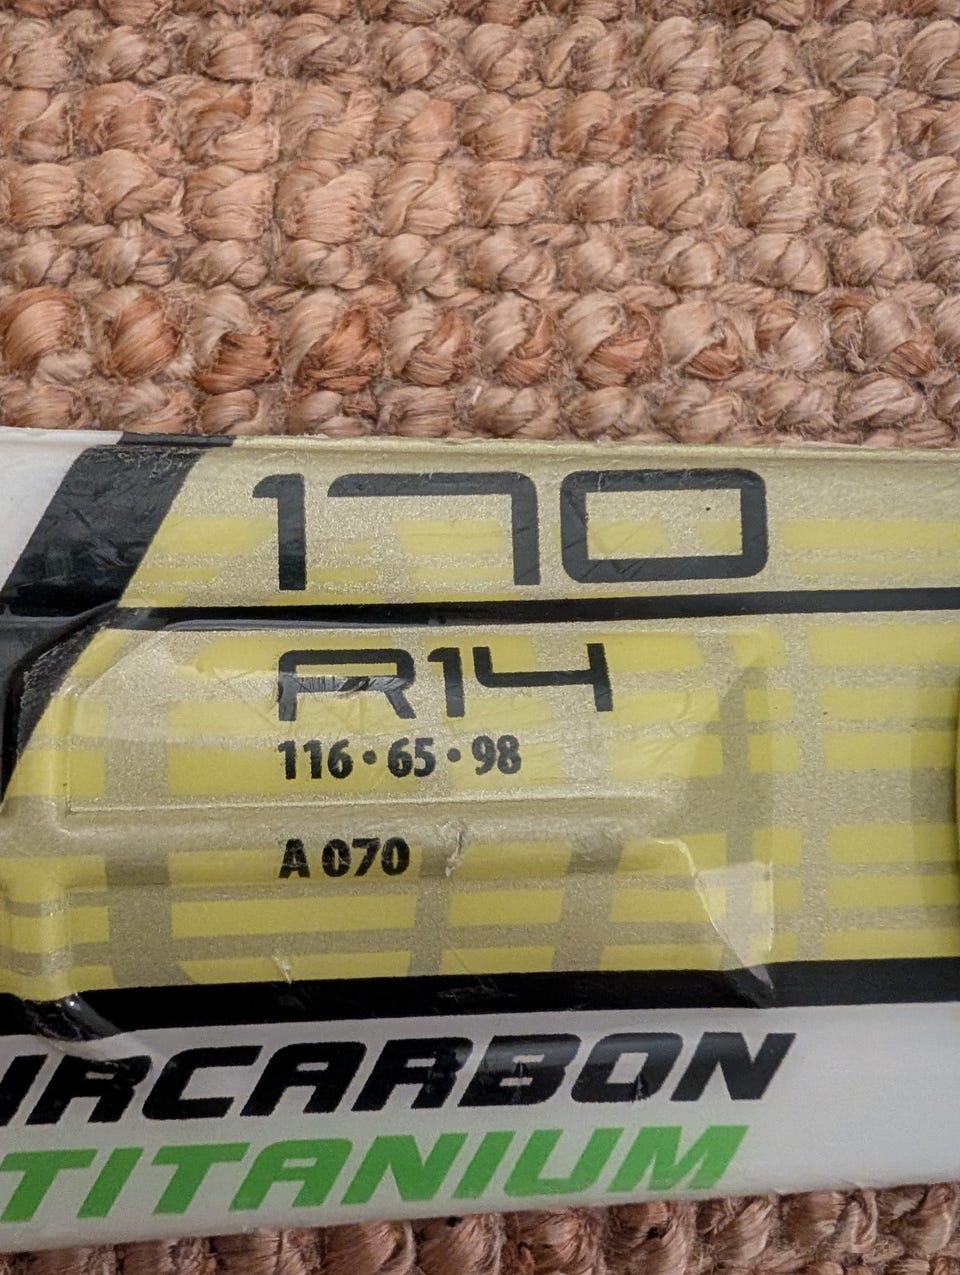 170
R14
116•65•98
A 070
IRCARBON
TITANIUM